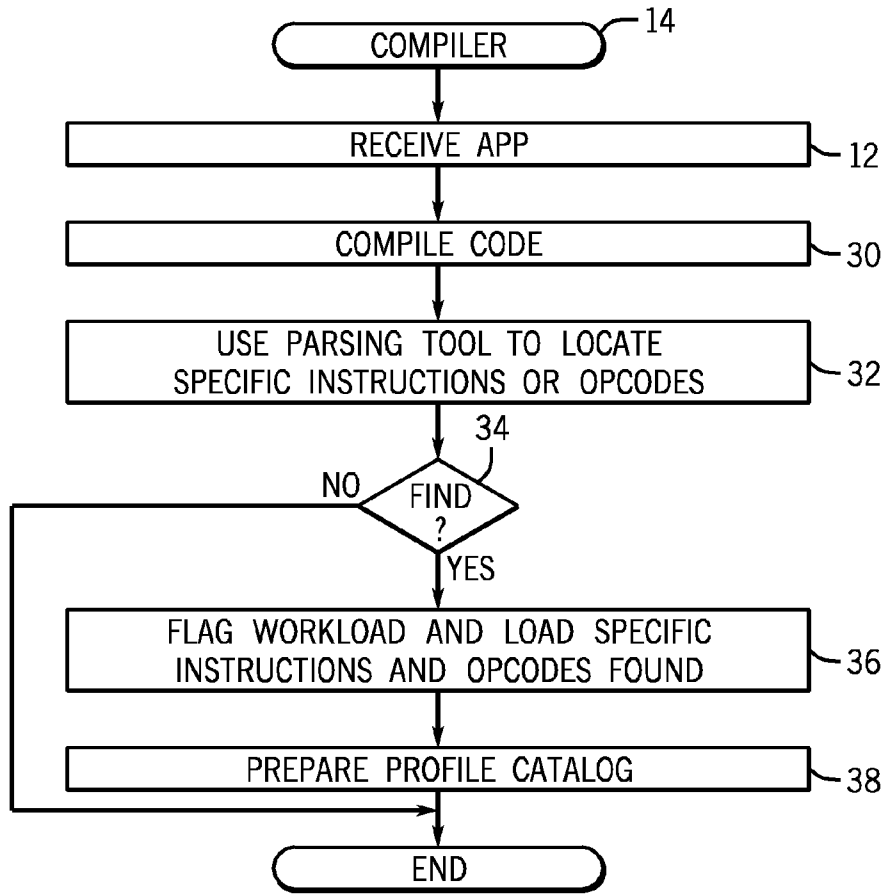 COMPILER
14
RECEIVE APP
12
COMPILE CODE
30
USE PARSING TOOL TO LOCATE
SPECIFIC INSTRUCTIONS OR OPCODES
32
34
NO
FIND
?
YES
FLAG WORKLOAD AND LOAD SPECIFIC
INSTRUCTIONS AND OPCODES FOUND
36
PREPARE PROFILE CATALOG
38
END